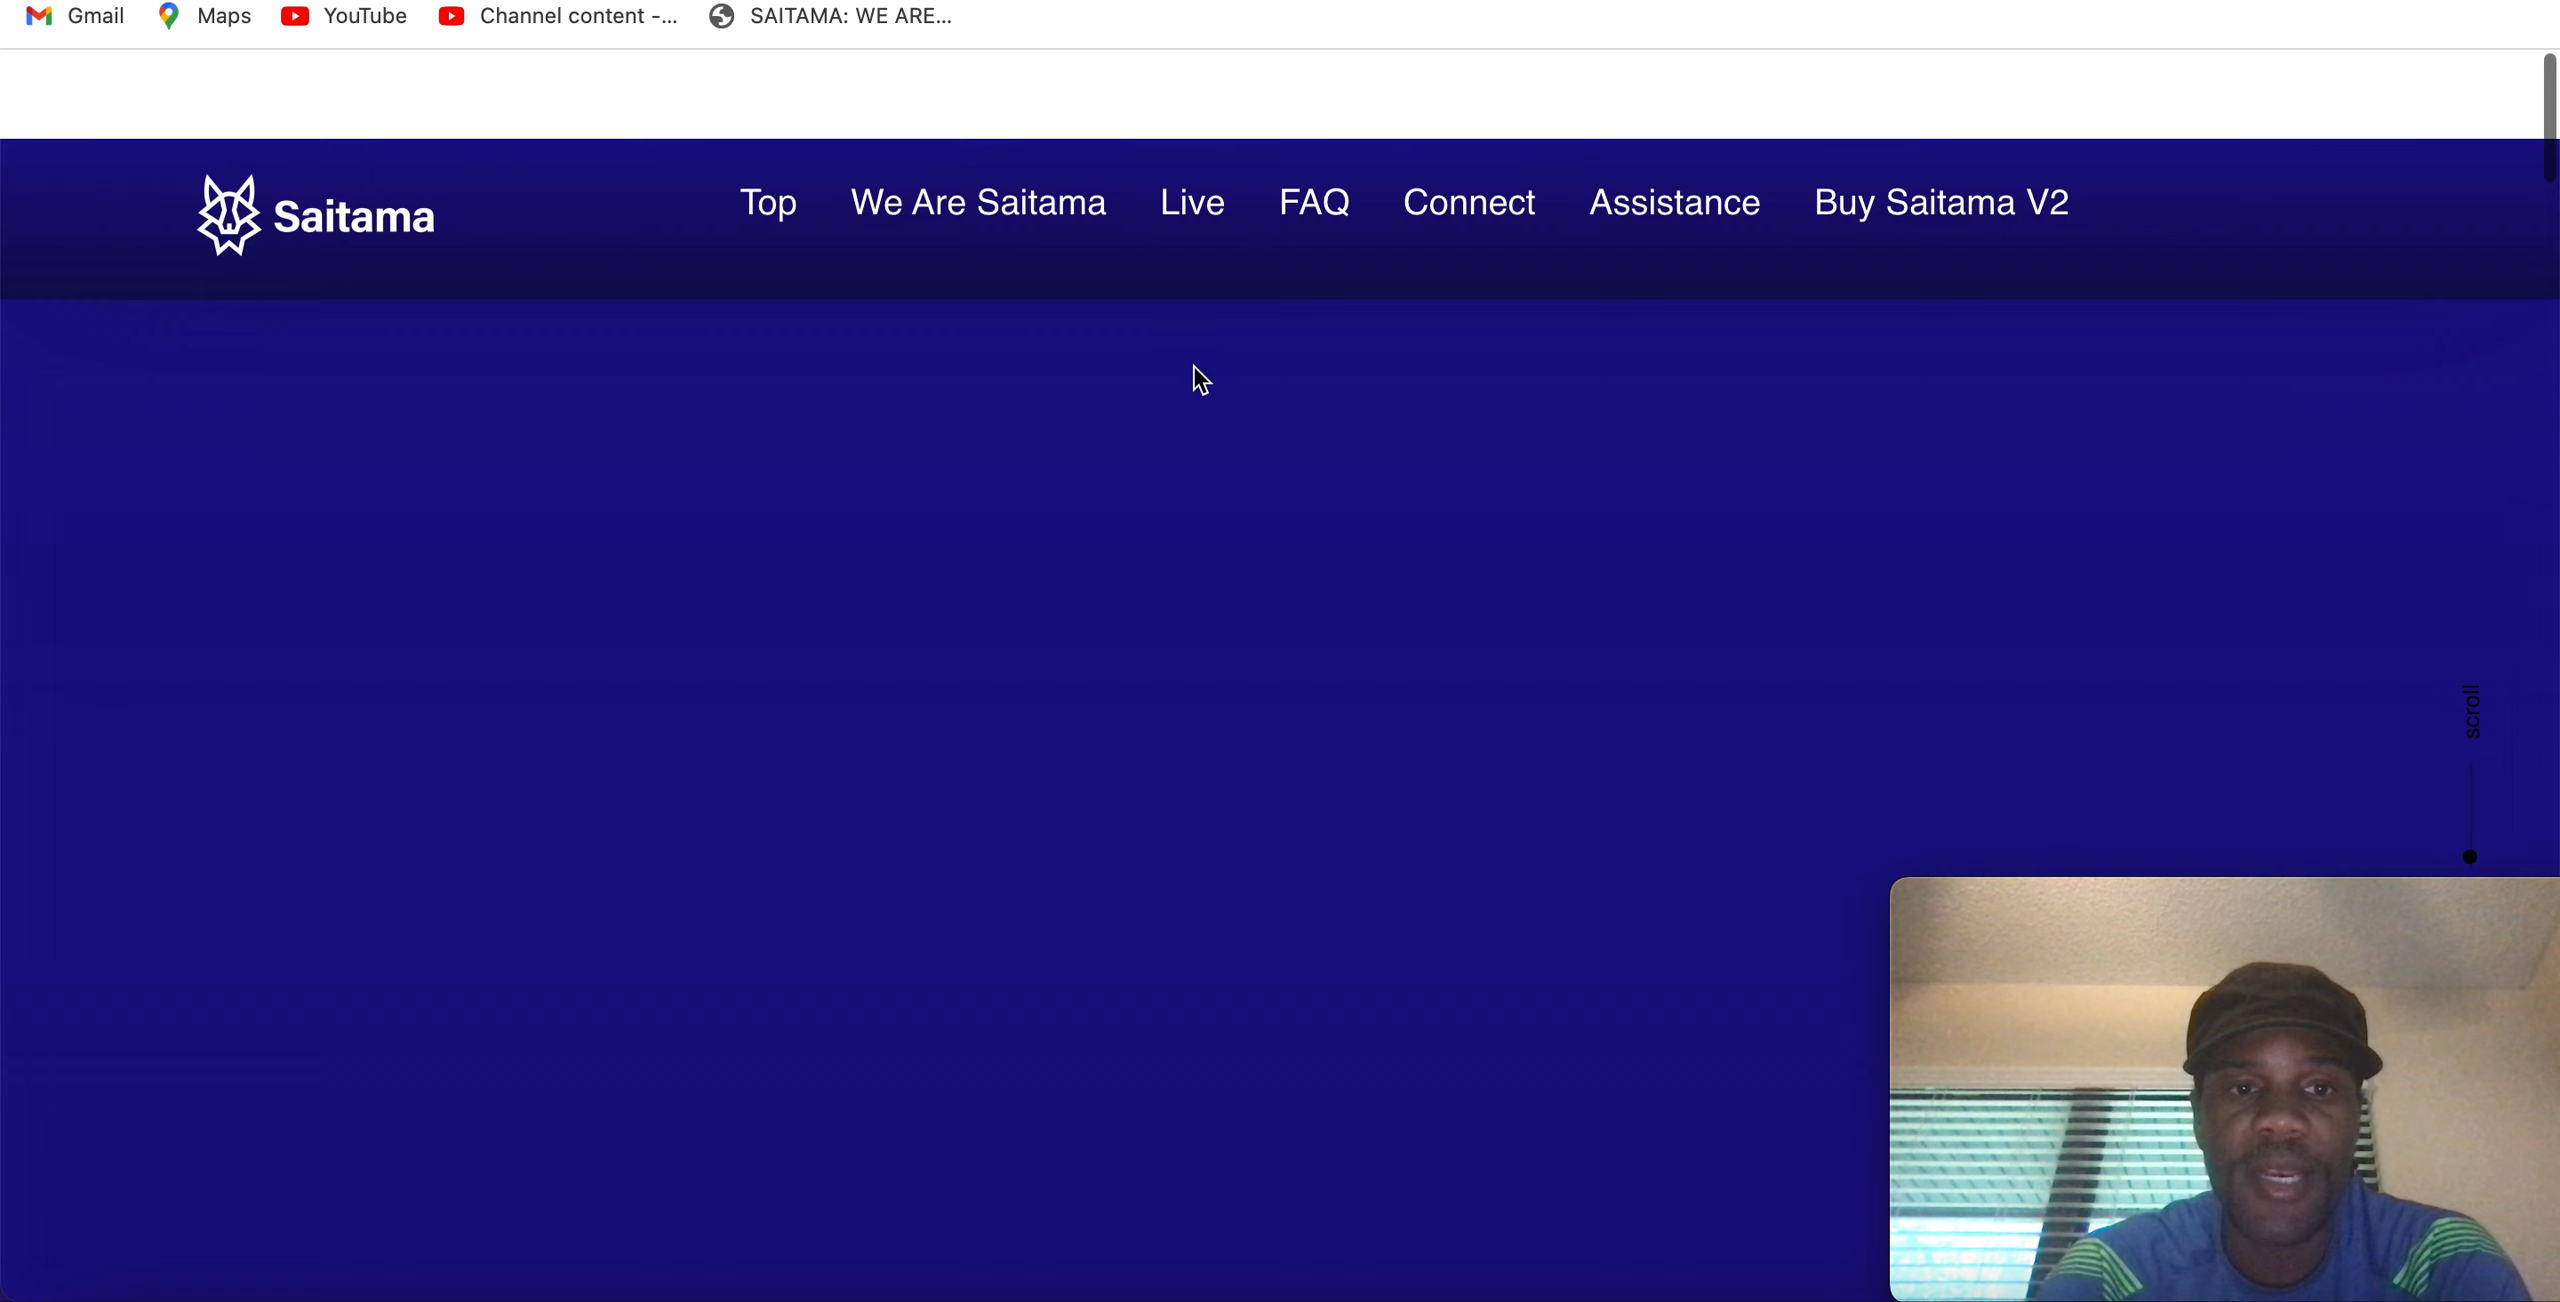 Gmail Maps YouTube Channel content -... SAITAMA: WE ARE...
Saitama Top We Are Saitama Live FAQ Connect Assistance Buy Saitama V2
scroll